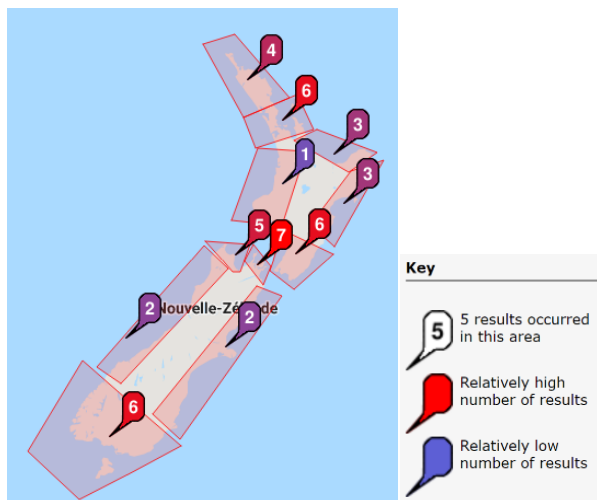 4
6
3
1
3
5
7
6
2
Nouvelle-Zélande
2
6
Key
5
5 results occurred
in this area
Relatively high
number of results
Relatively low
number of results